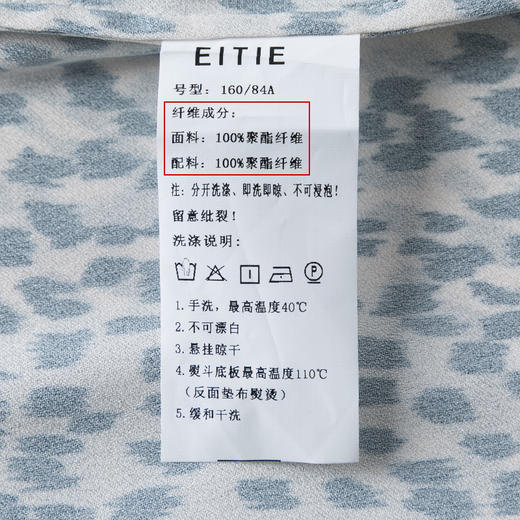 EITIE
号型: 160/84A
纤维成分:
面料: 100%聚酯纤维
配料: 100%聚酯纤维
注: 分开洗涤、即洗即晾、不可浸泡!
留意纰裂!
洗涤说明:
P
1. 手洗, 最高温度40℃
2. 不可漂白
3. 悬挂晾干
4. 熨斗底板最高温度110℃
(反面垫布熨烫)
5. 缓和干洗